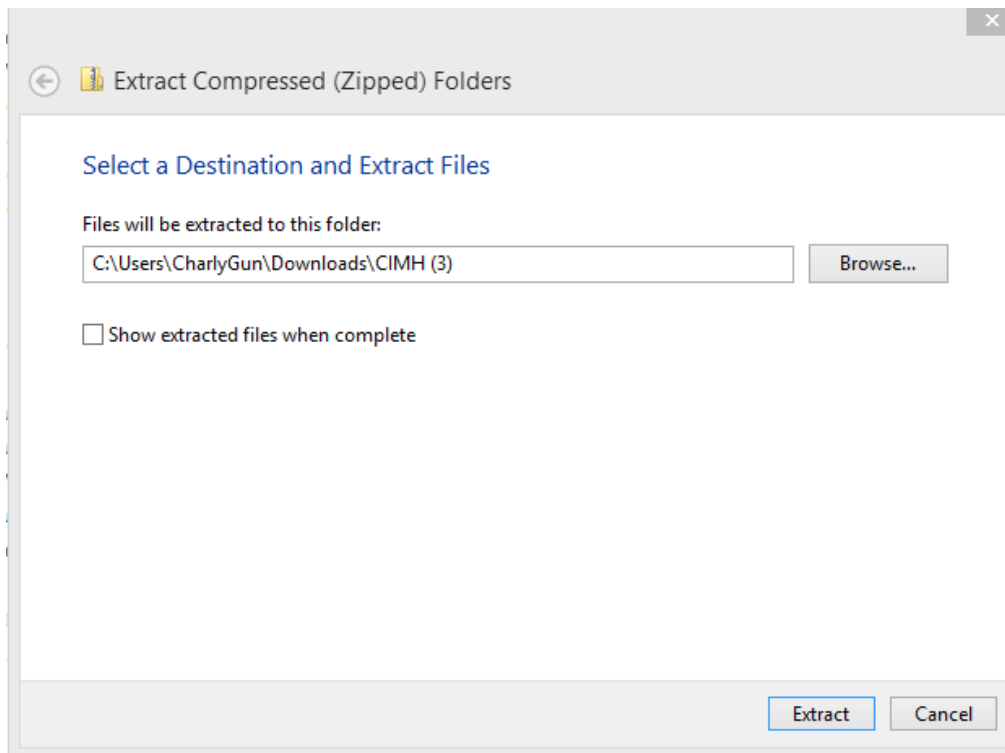 Extract Compressed (Zipped) Folders
Select a Destination and Extract Files
Files will be extracted to this folder:
C:\Users\CharlyGun\Downloads\CIMH (3)
Browse...
Show extracted files when complete
Extract
Cancel